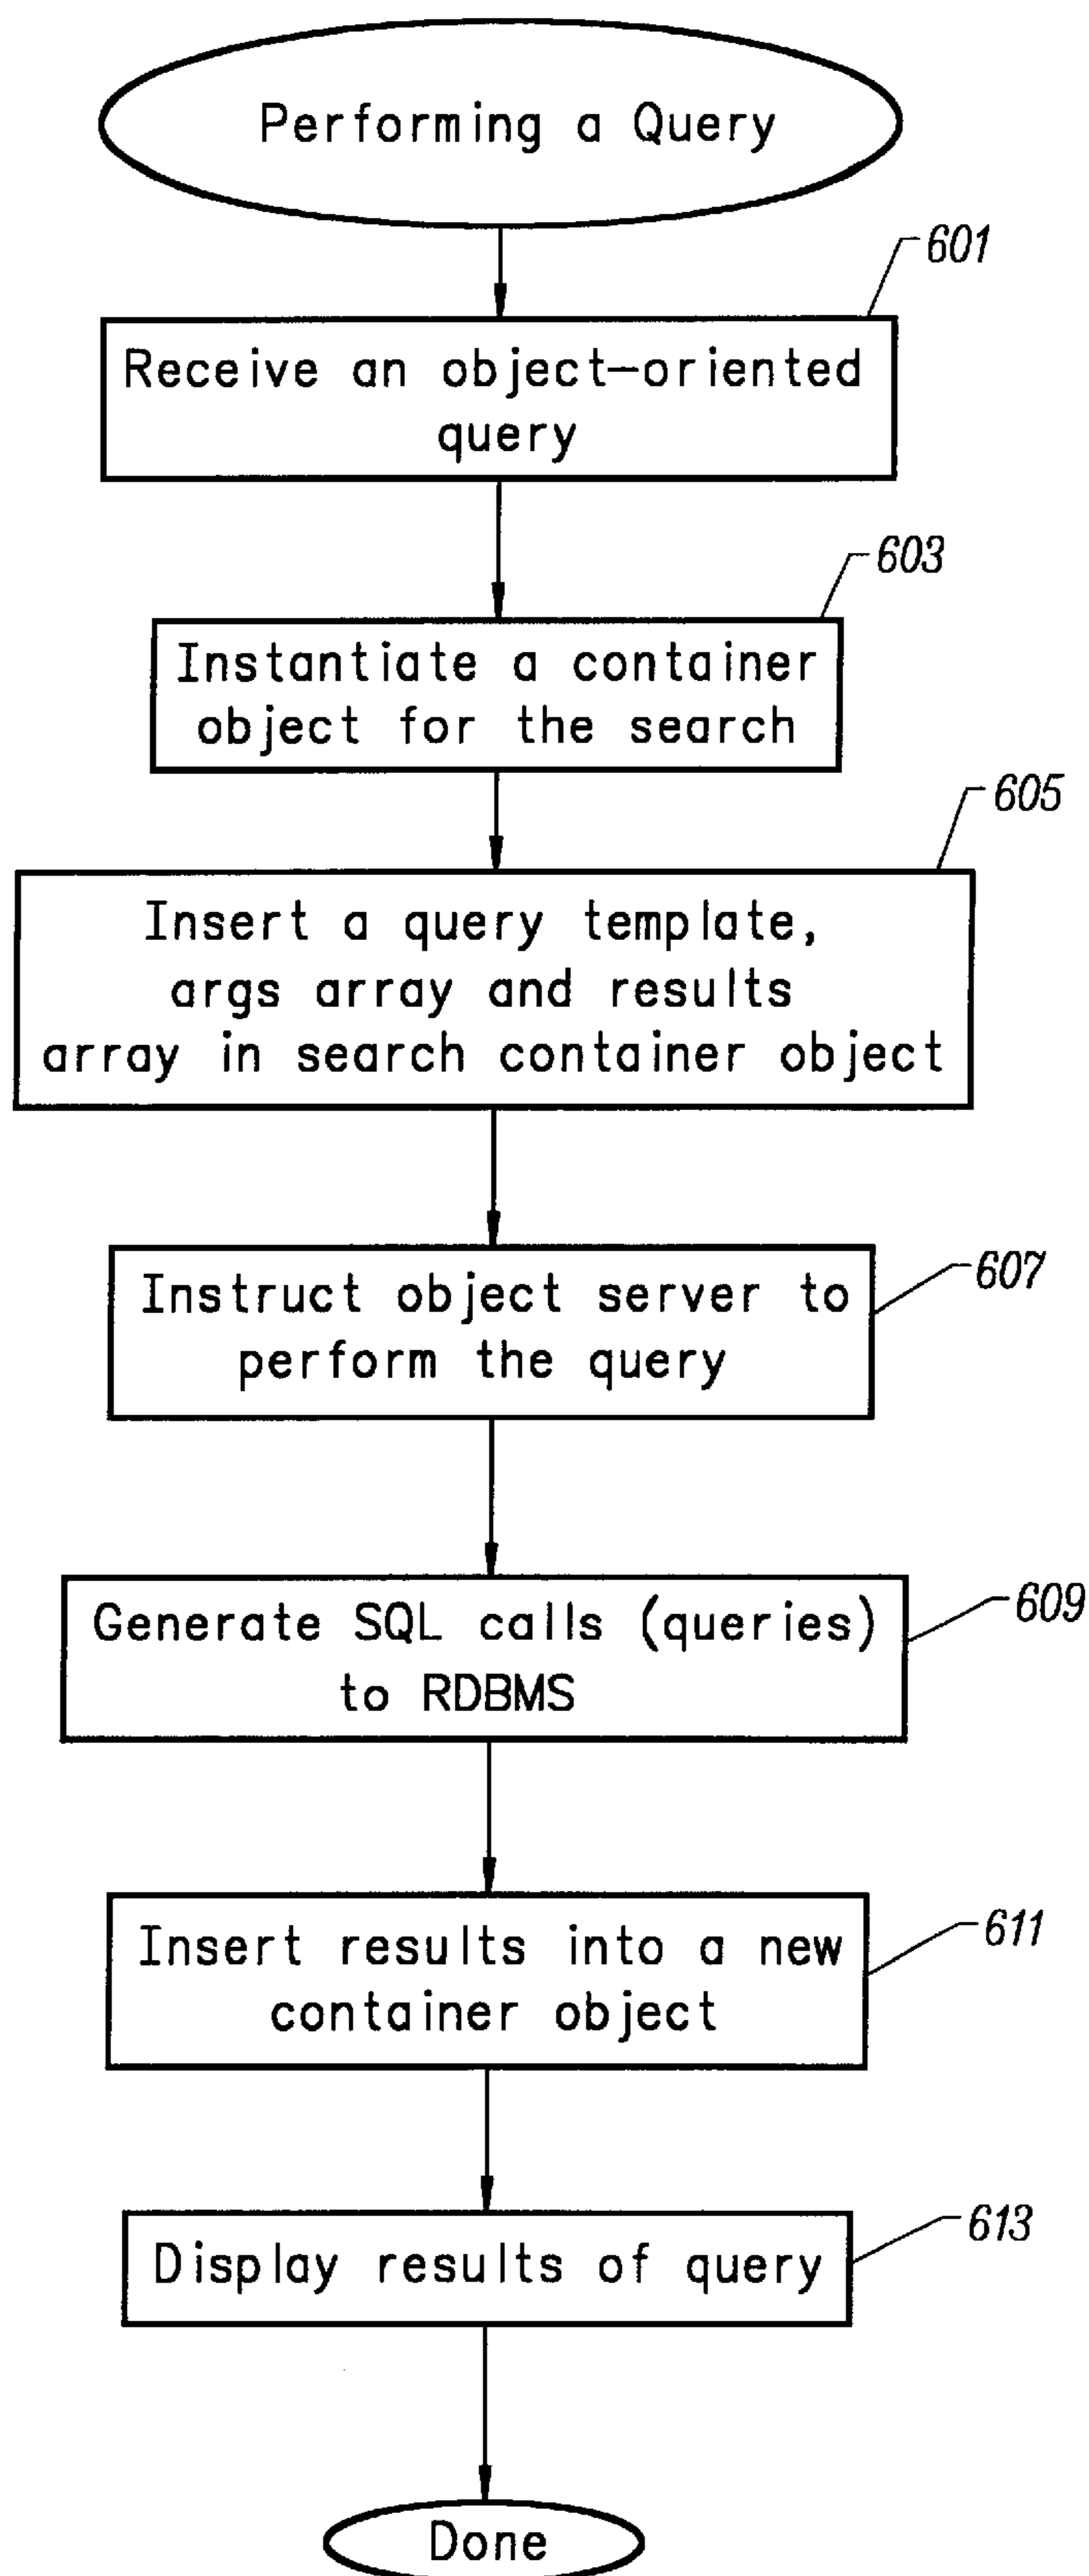 Performing a Query
601
Receive an object-oriented
query
603
Instantiate a container
object for the search
605
Insert a query template,
args array and results
array in search container object
607
Instruct object server to
perform the query
609
Generate SQL calls (queries)
to RDBMS
611
Insert results into a new
container object
613
Display results of query
Done